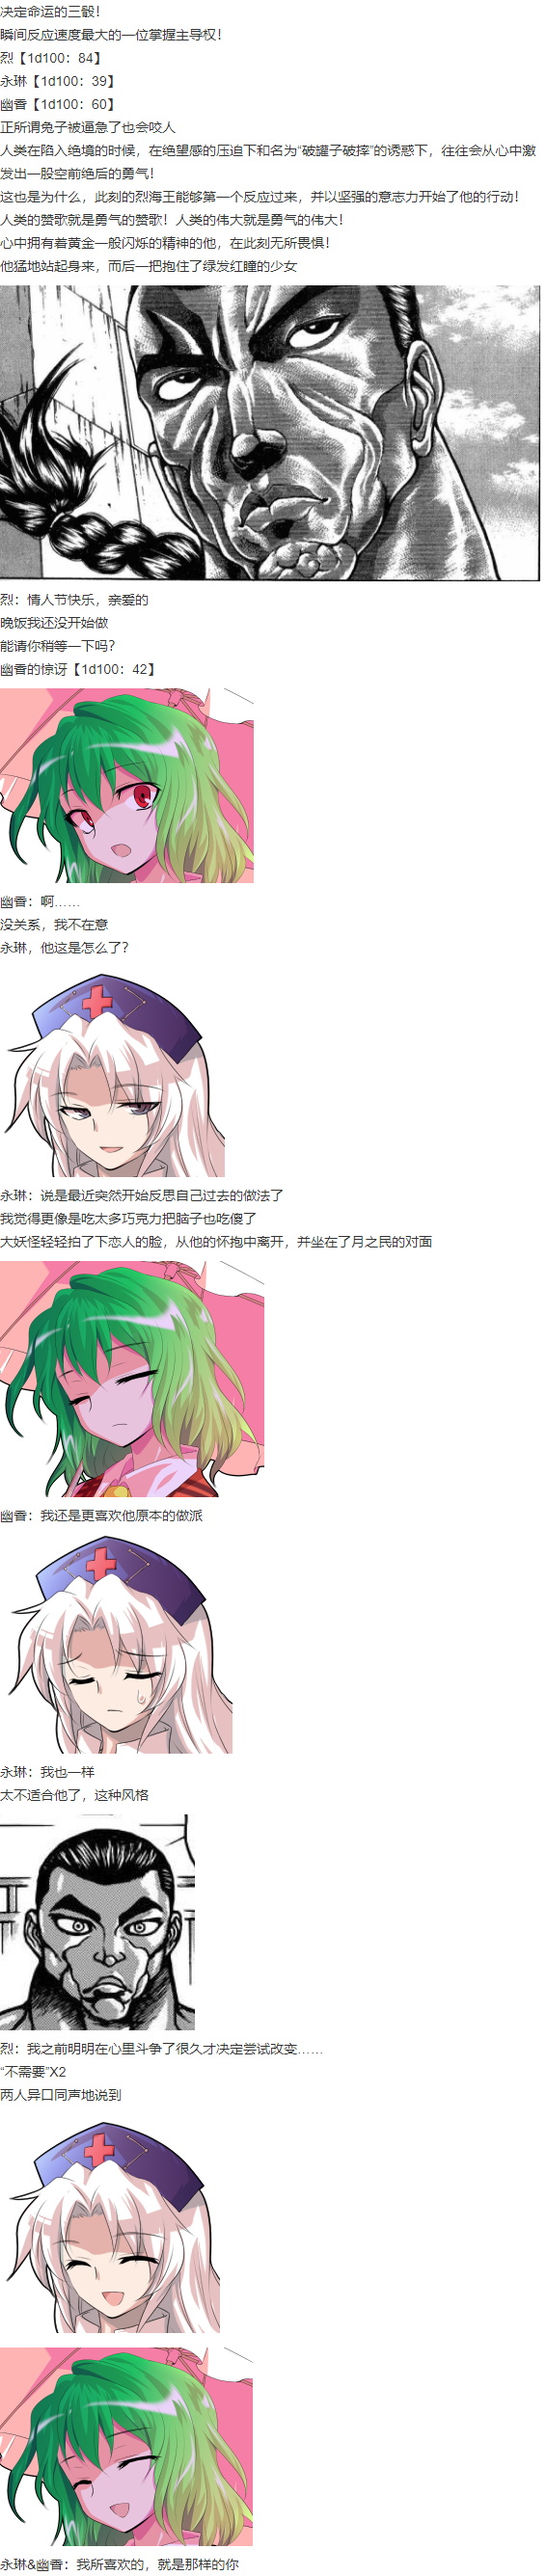 决定命运的三骰！
瞬间反应速度最大的一位掌握主导权！
烈【1d100：84】
永琳【1d100：39】
幽香【1d100：60】
正所谓兔子被逼急了也会咬人
人类在陷入绝境的时候，在绝望感的压迫下和名为“破罐子破摔”的诱惑下，往往会从心中激
发出一股空前绝后的勇气！
这也是为什么，此刻的烈海王能够第一个反应过来，并以坚强的意志力开始了他的行动！
人类的赞歌就是勇气的赞歌！人类的伟大就是勇气的伟大！
心中拥有着黄金一般闪烁的精神的他，在此刻无所畏惧！
他猛地站起身来，而后一把抱住了绿发红瞳的少女
烈：情人节快乐，亲爱的
晚饭我还没开始做
能请你稍等一下吗？
幽香的惊讶【1d100：42】
幽香：啊……
没关系，我不在意
永琳，他这是怎么了？
永琳：说是最近突然开始反思自己过去的做法了
我觉得更像是吃太多巧克力把脑子也吃傻了
大妖怪轻轻拍了下恋人的脸，从他的怀抱中离开，并坐在了月之民的对面
幽香：我还是更喜欢他原本的做派
永琳：我也一样
太不适合他了，这种风格
烈：我之前明明在心里斗争了很久才决定尝试改变……
“不需要”X2
两人异口同声地说到
永琳&幽香：我所喜欢的，就是那样的你